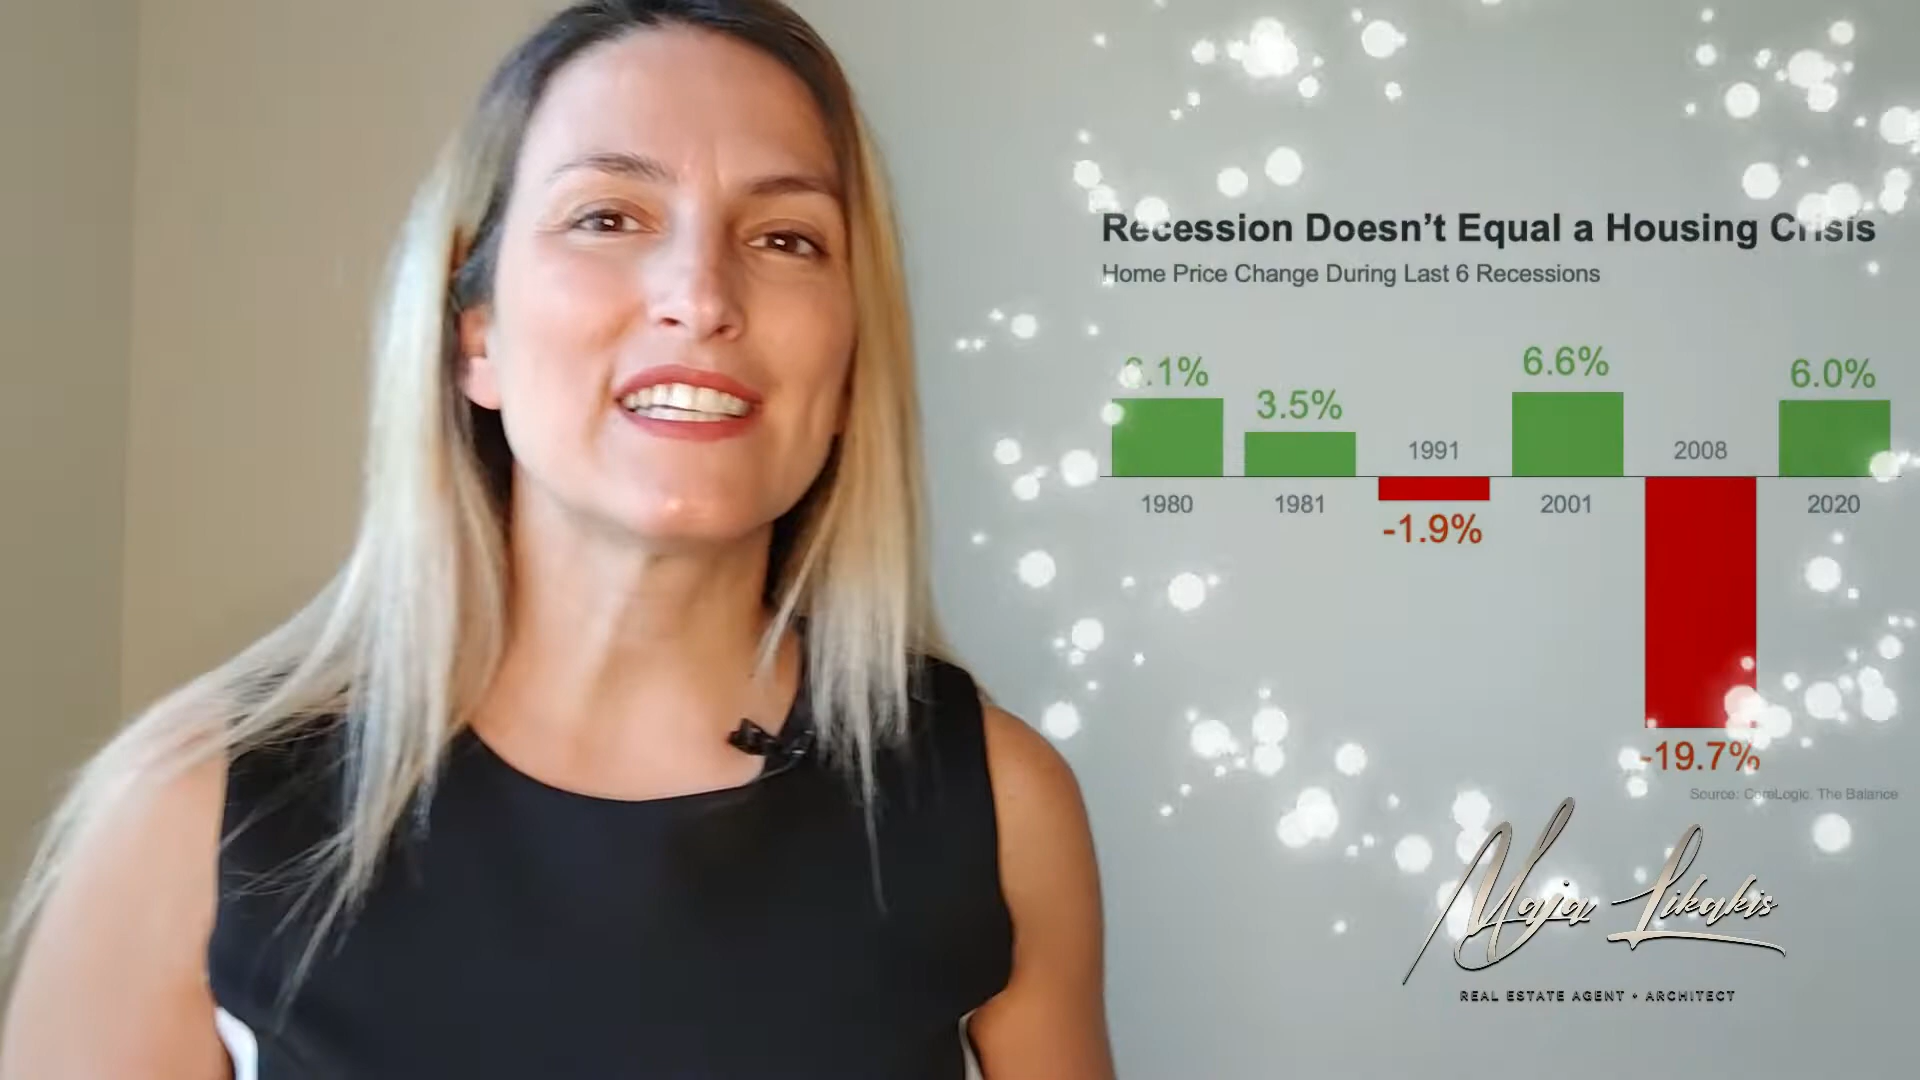 Recession Doesn't Equal a Housing Crisis
Home Price Change During Last 6 Recessions
6.1%
3.5%
6.6%
6.0%
1991
2008
1980
1981
2001
2020
-1.9%
-19.7%
Source: CoreLogic, The Balance
Maja Likakis
REAL ESTATE AGENT • ARCHITECT